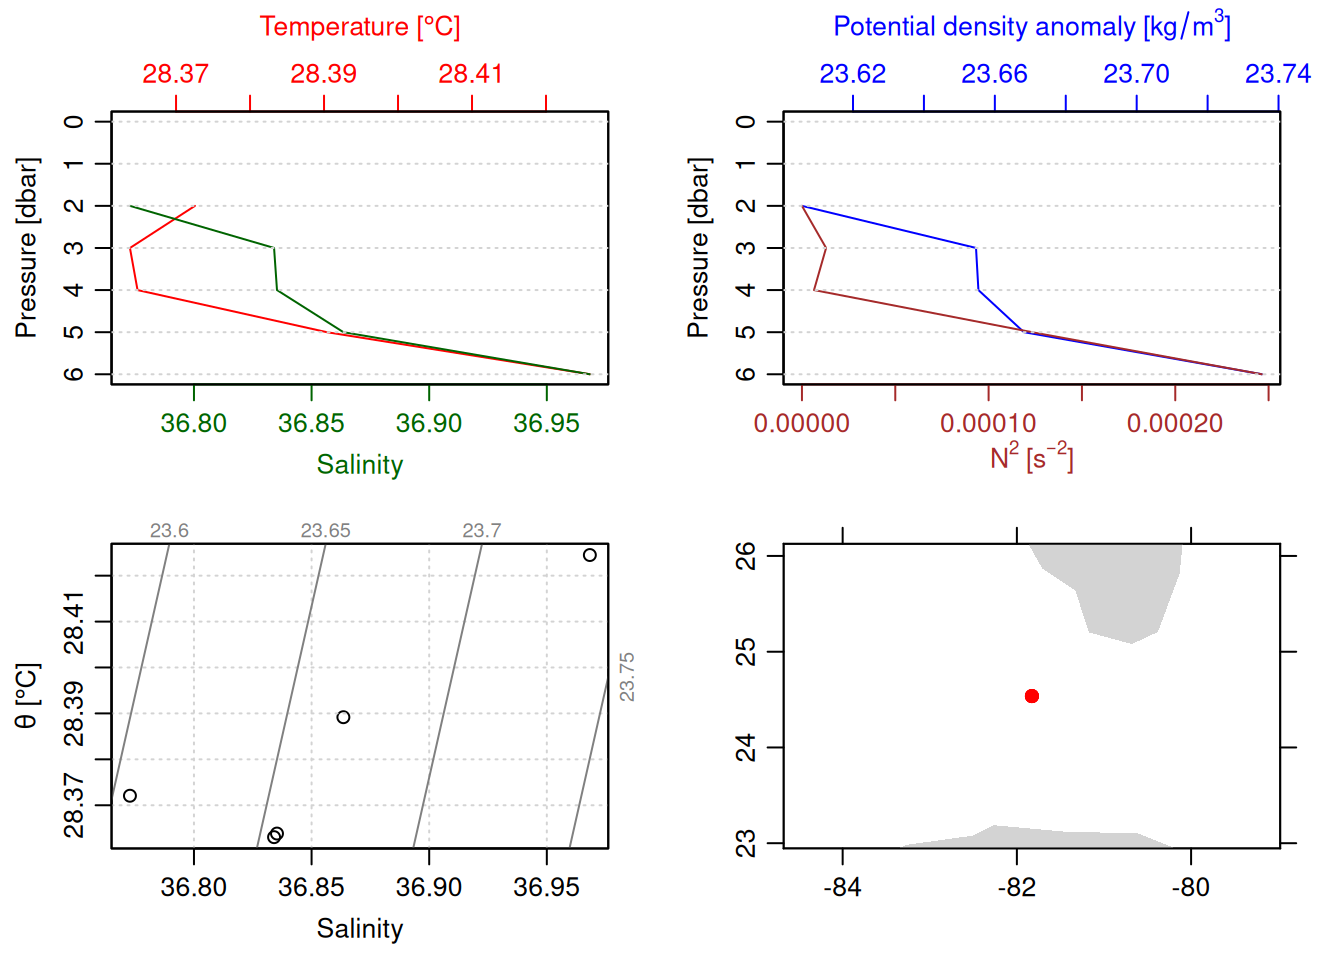 Temperature [°C]
28.37 28.39 28.41
Pressure [dbar]
0
1
2
3
4
5
6
36.80 36.85 36.90 36.95
Salinity
Potential density anomaly [kg/m³]
23.62 23.66 23.70 23.74
Pressure [dbar]
0
1
2
3
4
5
6
0.00000 0.00010 0.00020
N² [s⁻²]
23.6 23.65 23.7
23.75
θ [°C]
28.41
28.39
28.37
36.80 36.85 36.90 36.95
Salinity
26
25
24
23
-84 -82 -80